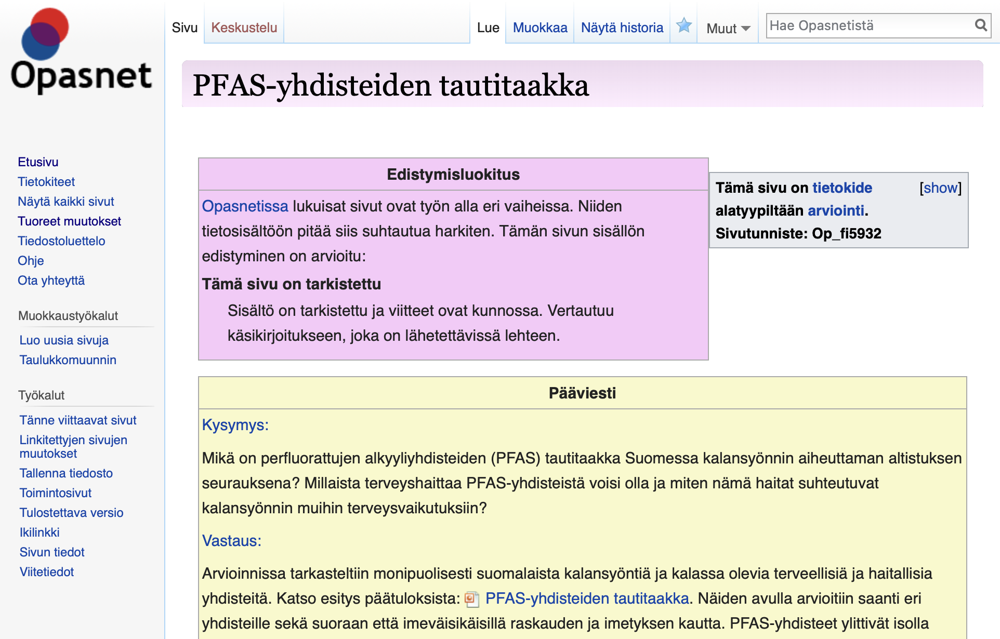 Opasnet
Sivu
Keskustelu
Lue
Muokkaa
Näytä historia
Muut
Hae Opasnetistä
PFAS-yhdisteiden tautitaakka
Etusivu
Tietokiteet
Näytä kaikki sivut
Tuoreet muutokset
Tiedostoluettelo
Ohje
Ota yhteyttä
Muokkaustyökalut
Luo uusia sivuja
Taulukkomuunnin
Työkalut
Tänne viittaavat sivut
Linkitettyjen sivujen
muutokset
Tallenna tiedosto
Toimintosivut
Tulostettava versio
Ikilinkki
Sivun tiedot
Viitetiedot
Edistymisluokitus
Opasnetissa lukuisat sivut ovat työn alla eri vaiheissa. Niiden
tietosisältöön pitää siis suhtautua harkiten. Tämän sivun sisällön
edistyminen on arvioitu:
Tämä sivu on tarkistettu
Sisältö on tarkistettu ja viitteet ovat kunnossa. Vertautuu
käsikirjoitukseen, joka on lähetettävissä lehteen.
Tämä sivu on tietokide [show]
alatyypiltään arviointi.
Sivutunniste: Op_fi5932
Pääviesti
Kysymys:
Mikä on perfluorattujen alkyyliyhdisteiden (PFAS) tautitaakka Suomessa kalansyönnin aiheuttaman altistuksen
seurauksena? Millaista terveyshaittaa PFAS-yhdisteistä voisi olla ja miten nämä haitat suhteutuvat
kalansyönnin muihin terveysvaikutuksiin?
Vastaus:
Arvioinnissa tarkasteltiin monipuolisesti suomalaista kalansyöntiä ja kalassa olevia terveellisiä ja haitallisia
yhdisteitä. Katso esitys päätuloksista: PFAS-yhdisteiden tautitaakka. Näiden avulla arvioitiin saanti eri
yhdisteille sekä suoraan että imeväisikäisillä raskauden ja imetyksen kautta. PFAS-yhdisteet ylittivät isolla